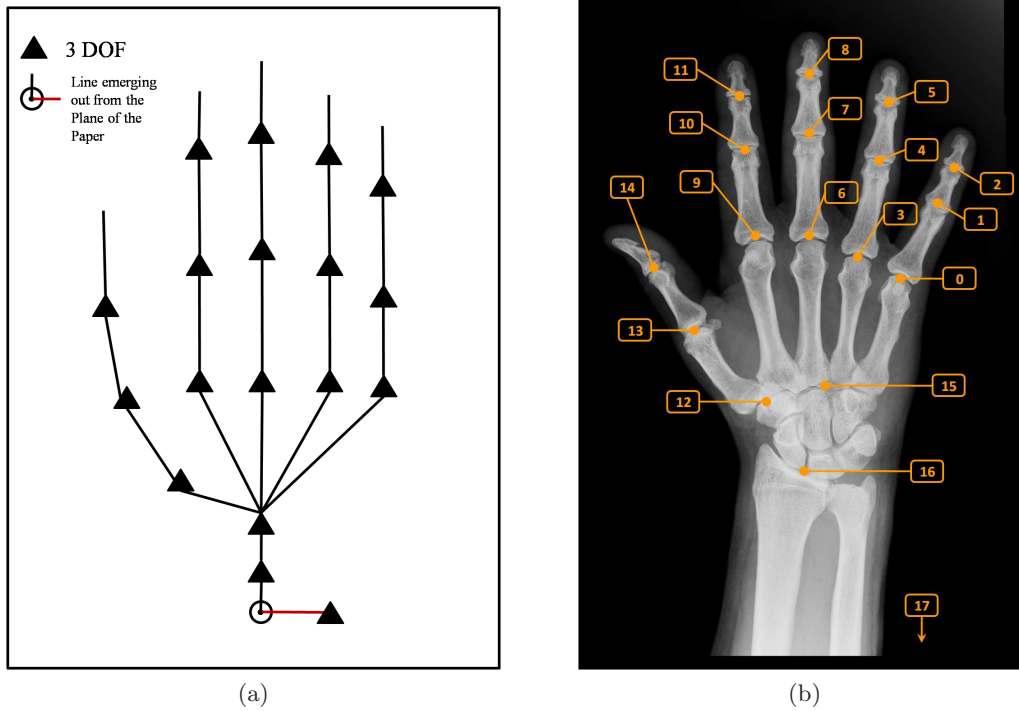 3 DOF
Line emerging
out from the
Plane of the
Paper
8
11
5
7
10
4
14
9
6
2
3
1
0
13
15
12
16
17
(a)
(b)